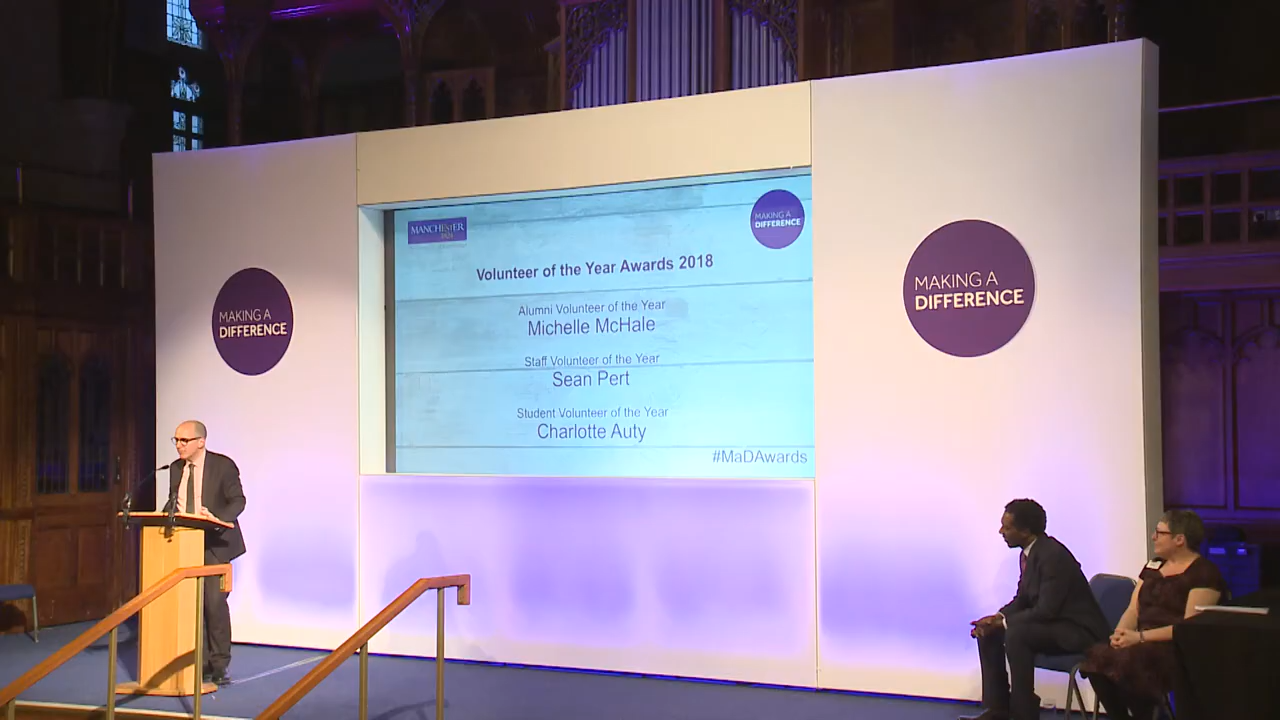 MANCHESTER
1824
MAKING A
DIFFERENCE
Volunteer of the Year Awards 2018
Alumni Volunteer of the Year
Michelle McHale
Staff Volunteer of the Year
Sean Pert
Student Volunteer of the Year
Charlotte Auty
#MaDAwards
MAKING A
DIFFERENCE
MAKING A
DIFFERENCE